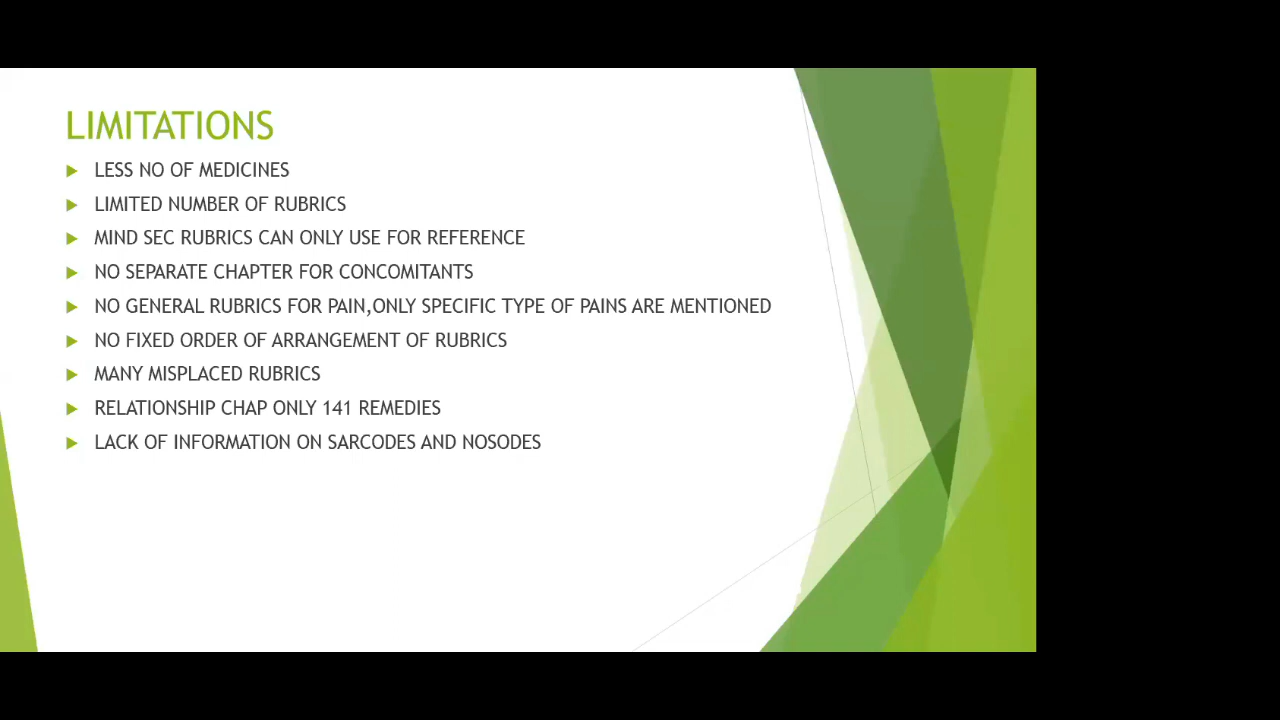 LIMITATIONS
LESS NO OF MEDICINES
LIMITED NUMBER OF RUBRICS
MIND SEC RUBRICS CAN ONLY USE FOR REFERENCE
NO SEPARATE CHAPTER FOR CONCOMITANTS
NO GENERAL RUBRICS FOR PAIN,ONLY SPECIFIC TYPE OF PAINS ARE MENTIONED
NO FIXED ORDER OF ARRANGEMENT OF RUBRICS
MANY MISPLACED RUBRICS
RELATIONSHIP CHAP ONLY 141 REMEDIES
LACK OF INFORMATION ON SARCODES AND NOSODES